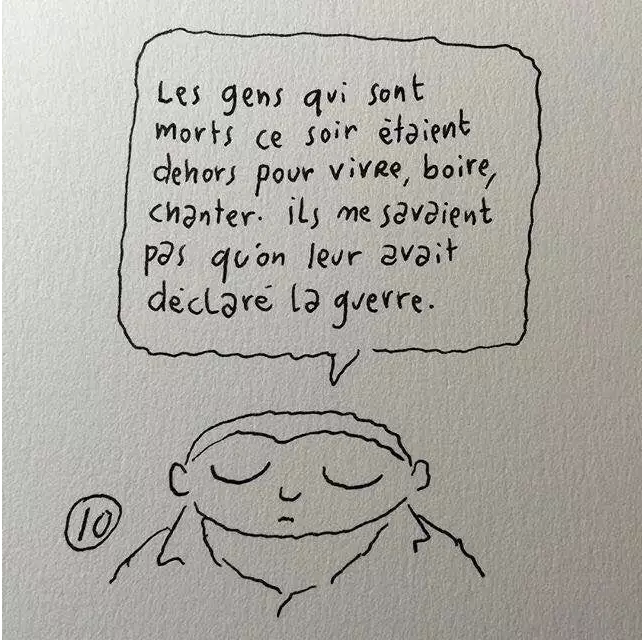 Les gens qui sont
morts ce soir étaient
dehors pour vivre, boire,
chanter. ils ne savaient
pas qu'on leur avait
déclaré la guerre.
10